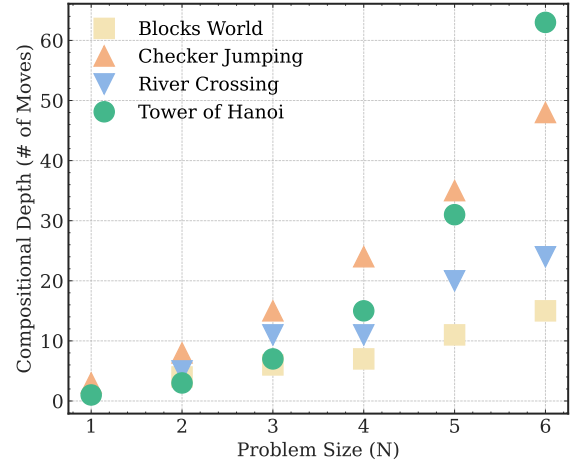 Blocks World
Checker Jumping
River Crossing
Tower of Hanoi
Compositional Depth (# of Moves)
60
50
40
30
20
10
0
1 2 3 4 5 6
Problem Size (N)